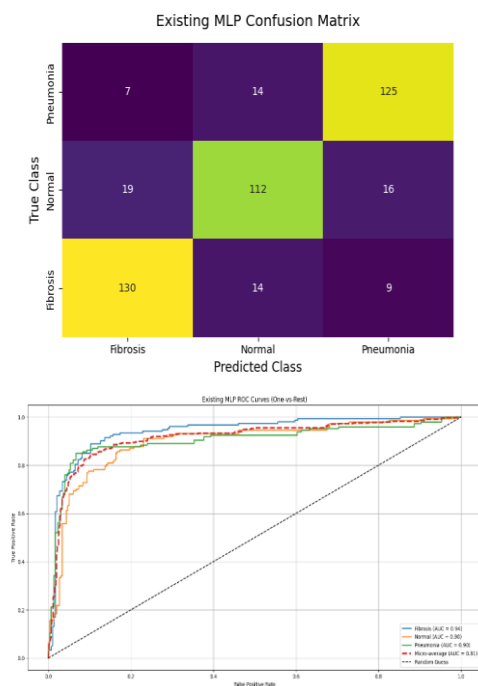 Existing MLP Confusion Matrix
True Class
Pneumonia
7 14 125
Normal
19 112 16
Fibrosis
130 14 9
Fibrosis Normal Pneumonia
Predicted Class
Existing MLP ROC Curves (One-vs-Rest)
True Positive Rate
1.0
0.8
0.6
0.4
0.2
0.0
0.0 0.2 0.4 0.6 0.8 1.0
False Positive Rate
Fibrosis (AUC = 0.94)
Normal (AUC = 0.90)
Pneumonia (AUC = 0.90)
Micro-average (AUC =
Random Guess